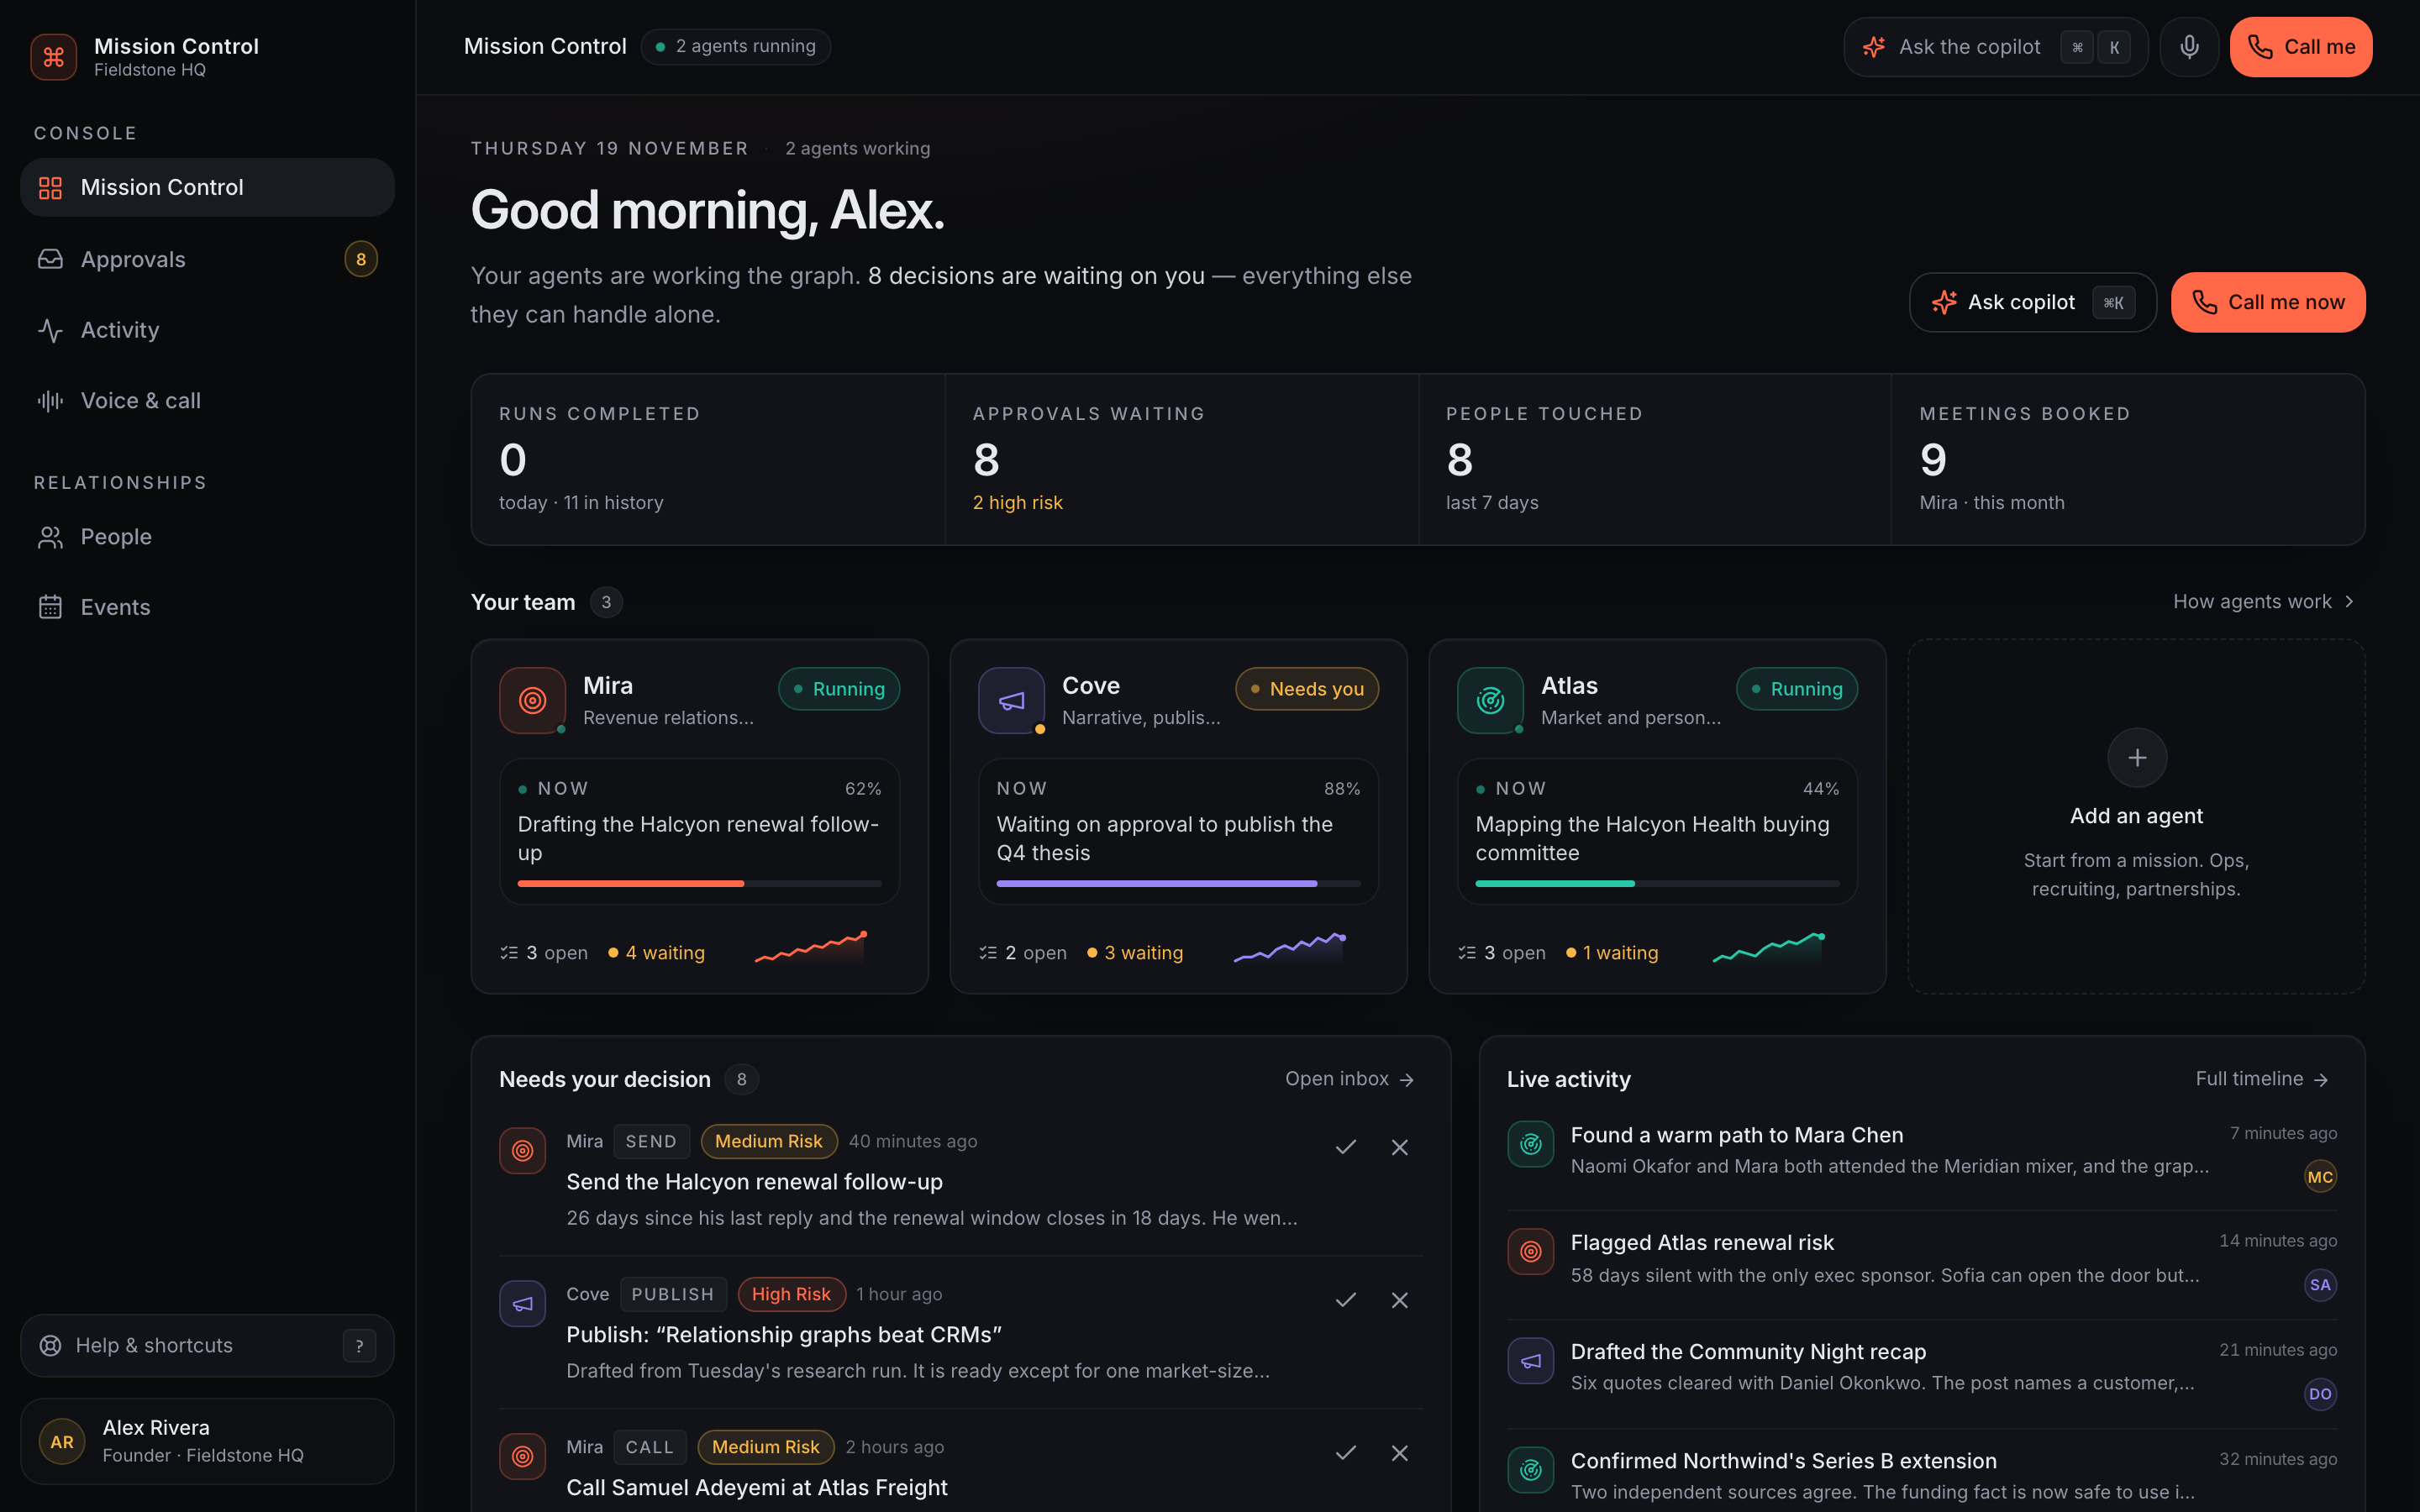 Mission Control
Fieldstone HQ
CONSOLE
Mission Control
Approvals
8
Activity
Voice & call
RELATIONSHIPS
People
Events
Help & shortcuts
?
AR
Alex Rivera
Founder · Fieldstone HQ
Mission Control
2 agents running
Ask the copilot
⌘ K
Call me
THURSDAY 19 NOVEMBER · 2 agents working
Good morning, Alex.
Your agents are working the graph. 8 decisions are waiting on you — everything else
they can handle alone.
Ask copilot
⌘K
Call me now
RUNS COMPLETED
0
today · 11 in history
APPROVALS WAITING
8
2 high risk
PEOPLE TOUCHED
8
last 7 days
MEETINGS BOOKED
9
Mira · this month
Your team
3
How agents work
Mira
Revenue relations...
Running
NOW
62%
Drafting the Halcyon renewal follow-
up
3 open
4 waiting
Cove
Narrative, publis...
Needs you
NOW
88%
Waiting on approval to publish the
Q4 thesis
2 open
3 waiting
Atlas
Market and person...
Running
NOW
44%
Mapping the Halcyon Health buying
committee
3 open
1 waiting
Add an agent
Start from a mission. Ops,
recruiting, partnerships.
Needs your decision
8
Open inbox
Mira SEND Medium Risk 40 minutes ago
Send the Halcyon renewal follow-up
26 days since his last reply and the renewal window closes in 18 days. He wen...
Cove PUBLISH High Risk 1 hour ago
Publish: “Relationship graphs beat CRMs”
Drafted from Tuesday's research run. It is ready except for one market-size...
Mira CALL Medium Risk 2 hours ago
Call Samuel Adeyemi at Atlas Freight
Live activity
Full timeline
Found a warm path to Mara Chen
7 minutes ago
Naomi Okafor and Mara both attended the Meridian mixer, and the grap...
MC
Flagged Atlas renewal risk
14 minutes ago
58 days silent with the only exec sponsor. Sofia can open the door but...
SA
Drafted the Community Night recap
21 minutes ago
Six quotes cleared with Daniel Okonkwo. The post names a customer,...
DO
Confirmed Northwind's Series B extension
32 minutes ago
Two independent sources agree. The funding fact is now safe to use i...